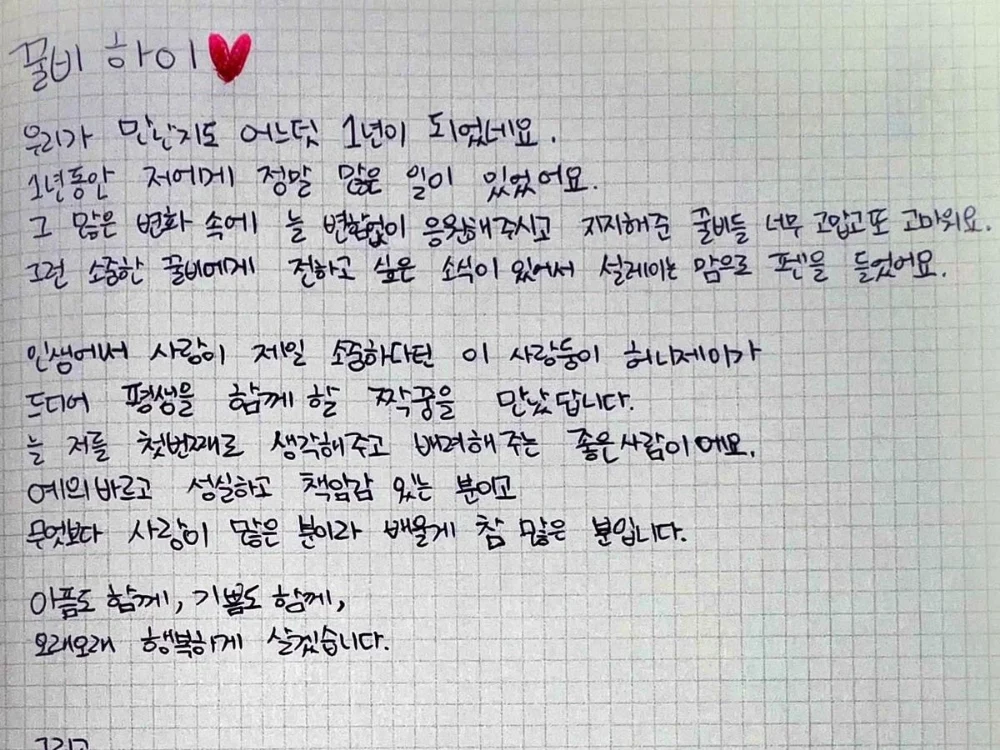 꿀비 하이
우리가 만난지도 어느덧 1년이 되었네요.
1년동안 저에게 정말 많은 일이 있었어요.
그 많은 변화 속에 늘 변함없이 응원해주시고 지지해준 꿀비들 너무 고맙고 또 고마워요.
그런 소중한 꿀비에게 전하고 싶은 소식이 있어서 설레이는 맘으로 펜을 들었어요.
인생에서 사랑이 제일 소중하다던 이 사랑둥이 허니제이가
드디어 평생을 함께 할 짝꿍을 만났답니다.
늘 저를 첫번째로 생각해주고 배려해 주는 좋은사람이에요.
예의바르고 성실하고 책임감 있는 분이고
무엇보다 사랑이 많은 분이라 배울게 참 많은 분입니다.
아픔도 함께, 기쁨도 함께,
오래오래 행복하게 살겠습니다.
그리고